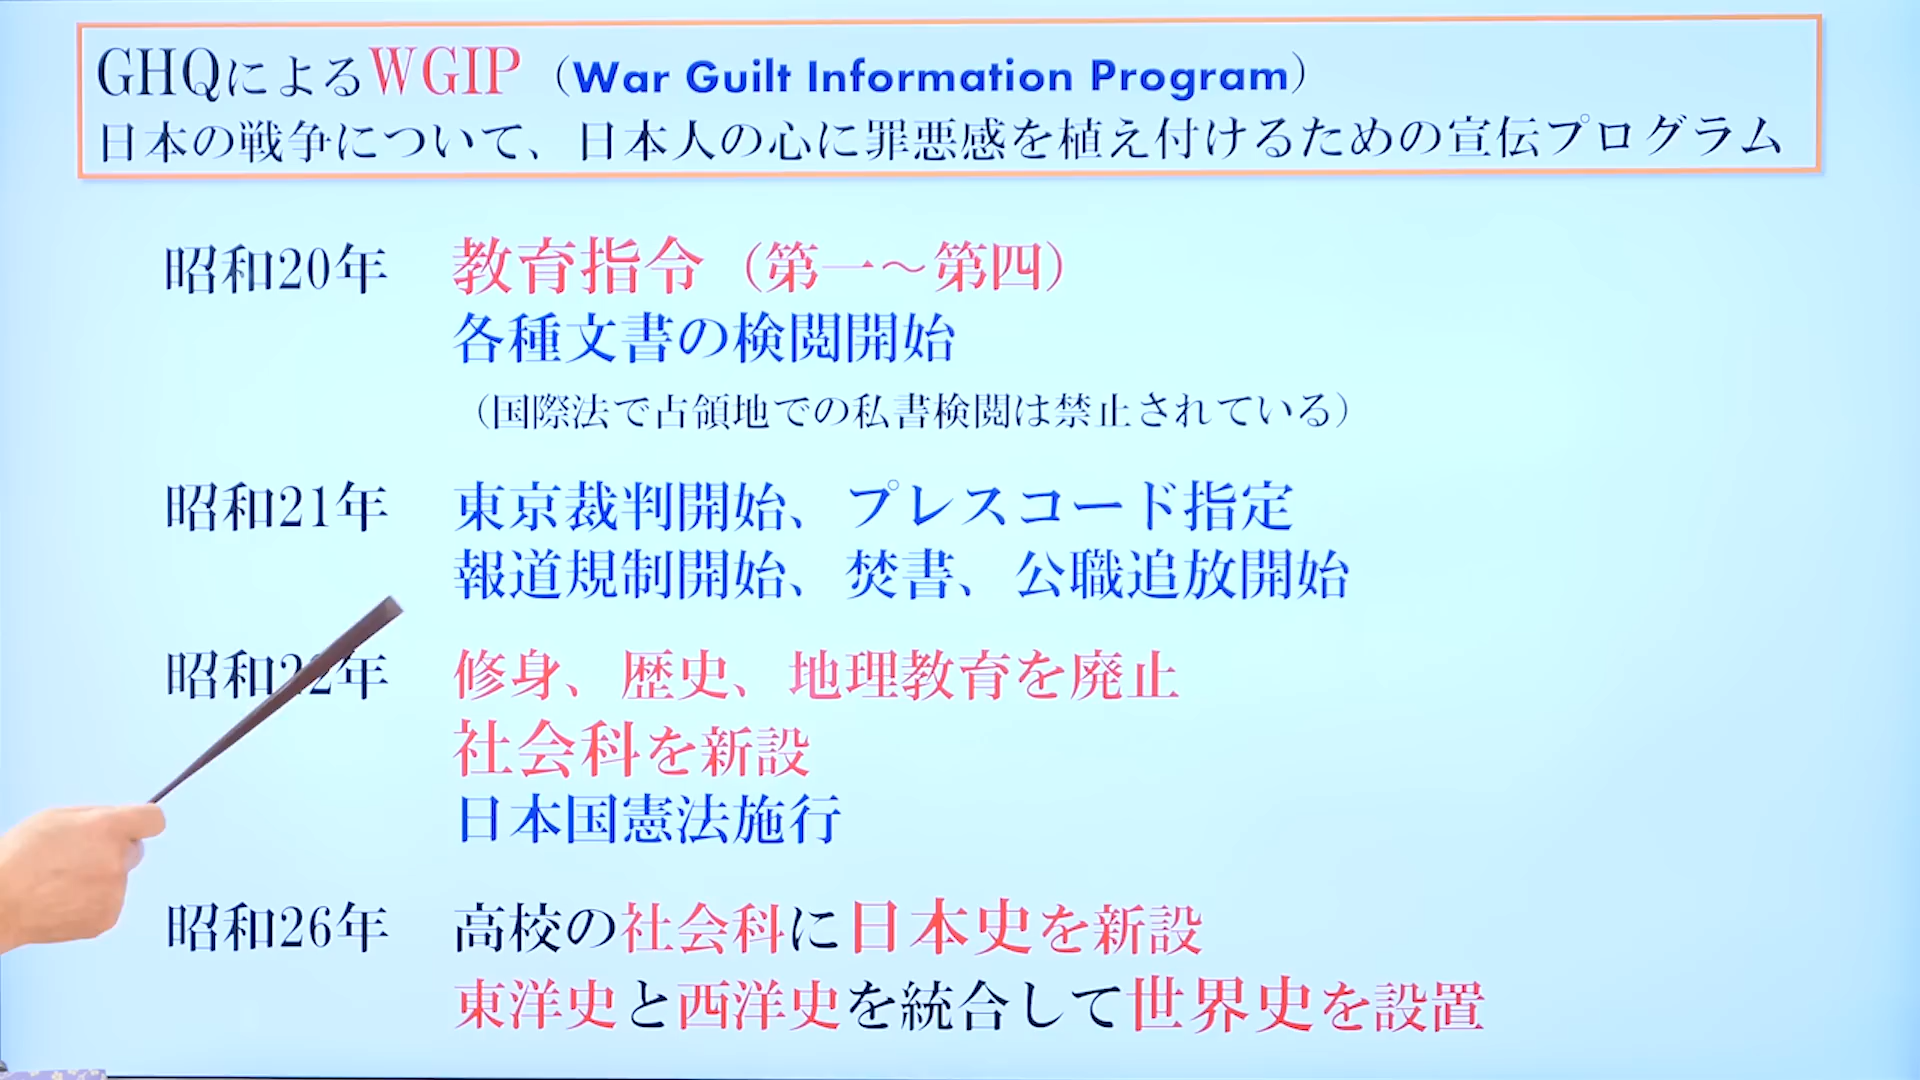 GHQによるWGIP（War Guilt Information Program）
日本の戦争について、日本人の心に罪悪感を植え付けるための宣伝プログラム
昭和20年 教育指令（第一～第四）
各種文書の検閲開始
（国際法で占領地での私書検閲は禁止されている）
昭和21年 東京裁判開始、プレスコード指定
報道規制開始、焚書、公職追放開始
昭和22年 修身、歴史、地理教育を廃止
社会科を新設
日本国憲法施行
昭和26年 高校の社会科に日本史を新設
東洋史と西洋史を統合して世界史を設置